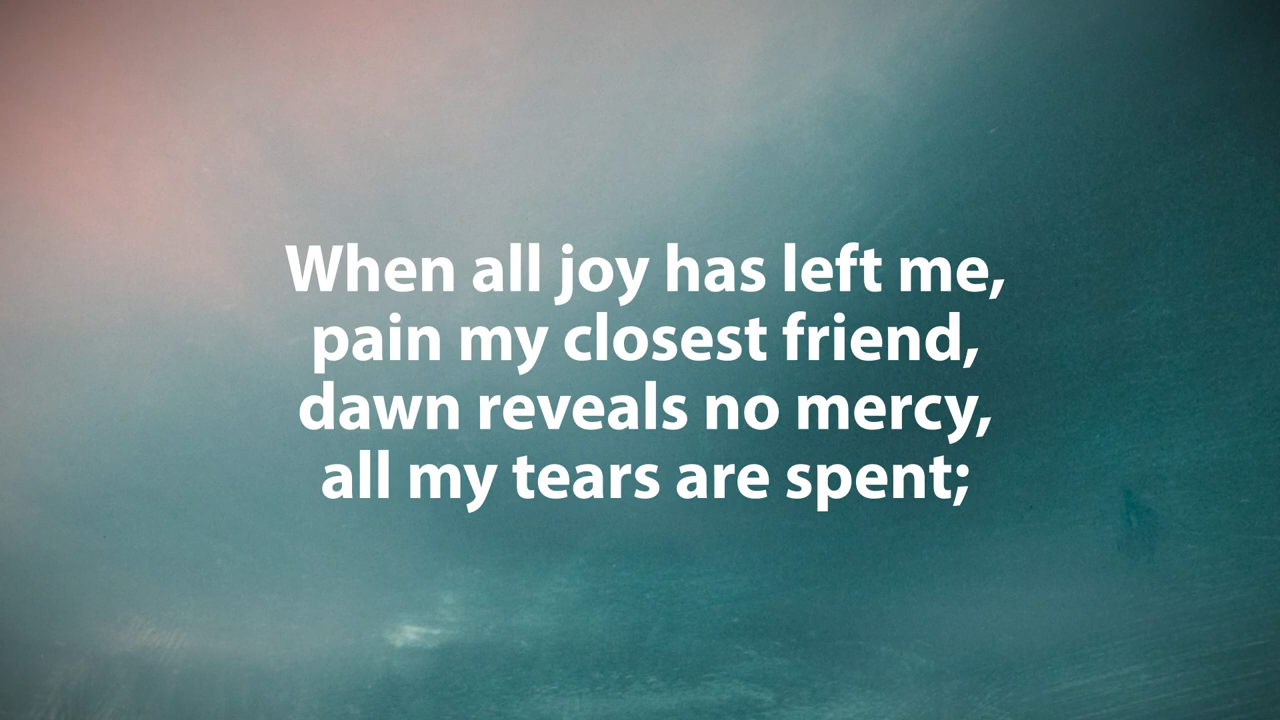 When all joy has left me,
pain my closest friend,
dawn reveals no mercy,
all my tears are spent;